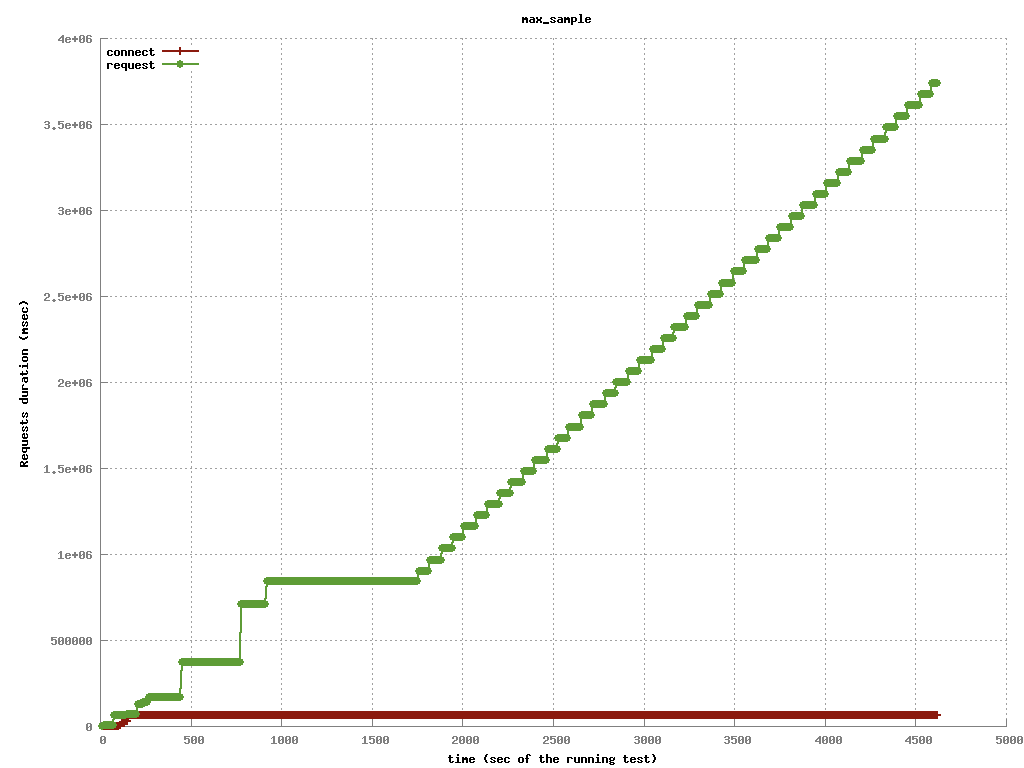 max_sample
connect
request
4e+06
3.5e+06
3e+06
2.5e+06
2e+06
1.5e+06
1e+06
500000
0
Requests duration (msec)
0 500 1000 1500 2000 2500 3000 3500 4000 4500 5000
time (sec of the running test)